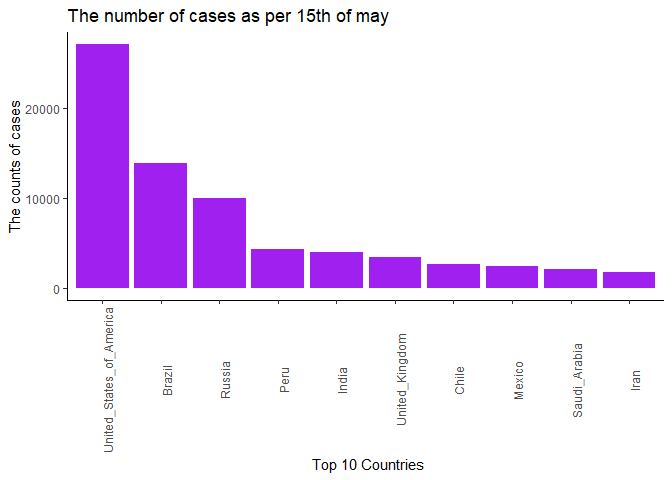 The number of cases as per 15th of may
The counts of cases
20000
10000
0
United_States_of_America
Brazil
Russia
Peru
India
United_Kingdom
Chile
Mexico
Saudi_Arabia
Iran
Top 10 Countries